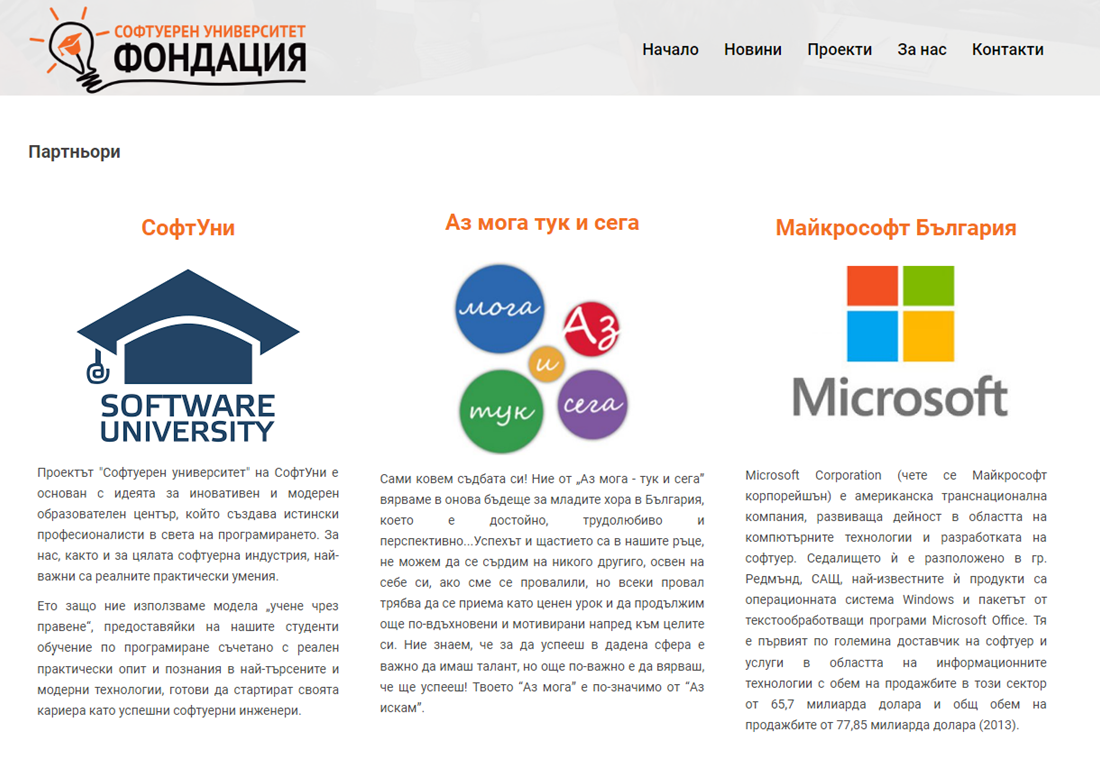 СОФТУЕРЕН УНИВЕРСИТЕТ
ФОНДАЦИЯ
Начало Новини Проекти За нас Контакти
Партньори
СофтУни
SOFTWARE
UNIVERSITY
Проектът "Софтуерен университет" на СофтУни е
основан с идеята за иновативен и модерен
образователен център, който създава истински
професионалисти в света на програмирането. За
нас, както и за цялата софтуерна индустрия, най-
важни са реалните практически умения.
Ето защо ние използваме модела „учене чрез
правене“, предоставяйки на нашите студенти
обучение по програмиране съчетано с реален
практически опит и познания в най-търсените и
модерни технологии, готови да стартират своята
кариера като успешни софтуерни инженери.
Аз мога тук и сега
мога
Аз
и
тук
сега
Сами ковем съдбата си! Ние от „Аз мога - тук и сега”
вярваме в онова бъдеще за младите хора в България,
което е достойно, трудолюбиво и
перспективно...Успехът и щастието са в нашите ръце,
не можем да се сърдим на никого другиго, освен на
себе си, ако сме се провалили, но всеки провал
трябва да се приема като ценен урок и да продължим
още по-вдъхновени и мотивирани напред към целите
си. Ние знаем, че за да успееш в дадена сфера е
важно да имаш талант, но още по-важно е да вярваш,
че ще успееш! Твоето “Аз мога” е по-значимо от “Аз
искам”.
Майкрософт България
Microsoft
Microsoft Corporation (чете се Майкрософт
корпорейшън) е американска транснационална
компания, развиваща дейност в областта на
компютърните технологии и разработката на
софтуер. Седалището ѝ е разположено в гр.
Редмънд, САЩ, най-известните ѝ продукти са
операционната система Windows и пакетът от
текстообработващи програми Microsoft Office. Тя
е първият по големина доставчик на софтуер и
услуги в областта на информационните
технологии с обем на продажбите в този сектор
от 65,7 милиарда долара и общ обем на
продажбите от 77,85 милиарда долара (2013).